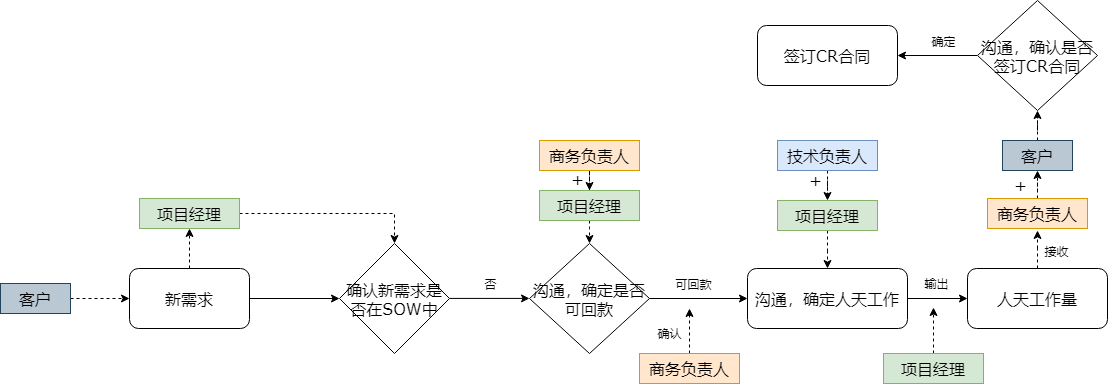 签订CR合同
确定
沟通，确认是否
签订CR合同
商务负责人
+
项目经理
技术负责人
+
项目经理
客户
+
商务负责人
项目经理
接收
客户
新需求
确认新需求是
否在SOW中
否
沟通，确定是否
可回款
可回款
确认
商务负责人
沟通，确定人天工作
输出
项目经理
人天工作量